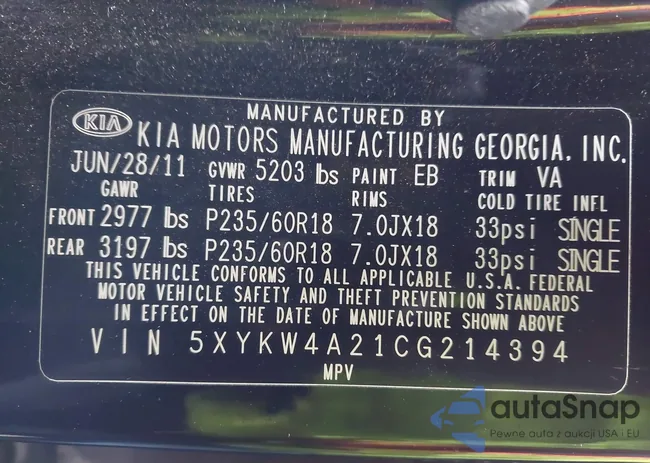 MANUFACTURED BY
KIA KIA MOTORS MANUFACTURING GEORGIA, INC.
JUN/28/11 GVWR 5203 lbs PAINT EB TRIM VA
GAWR TIRES RIMS COLD TIRE INFL
FRONT 2977 lbs P235/60R18 7.0JX18 33psi SINGLE
REAR 3197 lbs P235/60R18 7.0JX18 33psi SINGLE
THIS VEHICLE CONFORMS TO ALL APPLICABLE U.S.A. FEDERAL
MOTOR VEHICLE SAFETY AND THEFT PREVENTION STANDARDS
IN EFFECT ON THE DATE OF MANUFACTURE SHOWN ABOVE
VIN 5XYKW4A21CG214394
MPV
autaSnap
Pewne auta z aukcji USA i EU